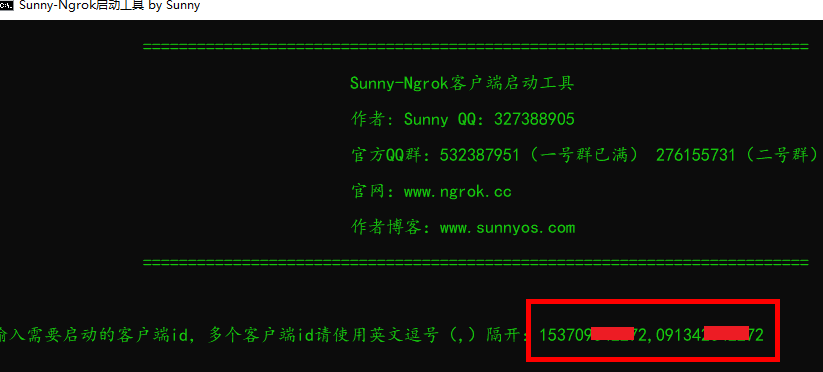 Sunny-Ngrok启动工具 by Sunny
==========================================================================
Sunny-Ngrok客户端启动工具
作者: Sunny QQ: 327388905
官方QQ群: 532387951 (一号群已满) 276155731 (二号群)
官网: www.ngrok.cc
作者博客: www.sunnyos.com
==========================================================================
输入需要启动的客户端id, 多个客户端id请使用英文逗号 (,) 隔开: 153709 72,091342 72